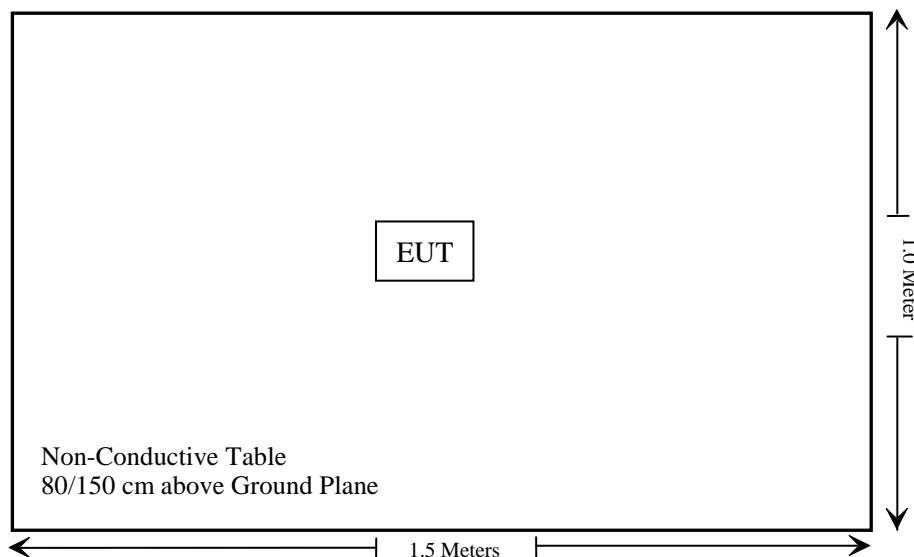 EUT
1.0 Meter
Non-Conductive Table
80/150 cm above Ground Plane
1.5 Meters